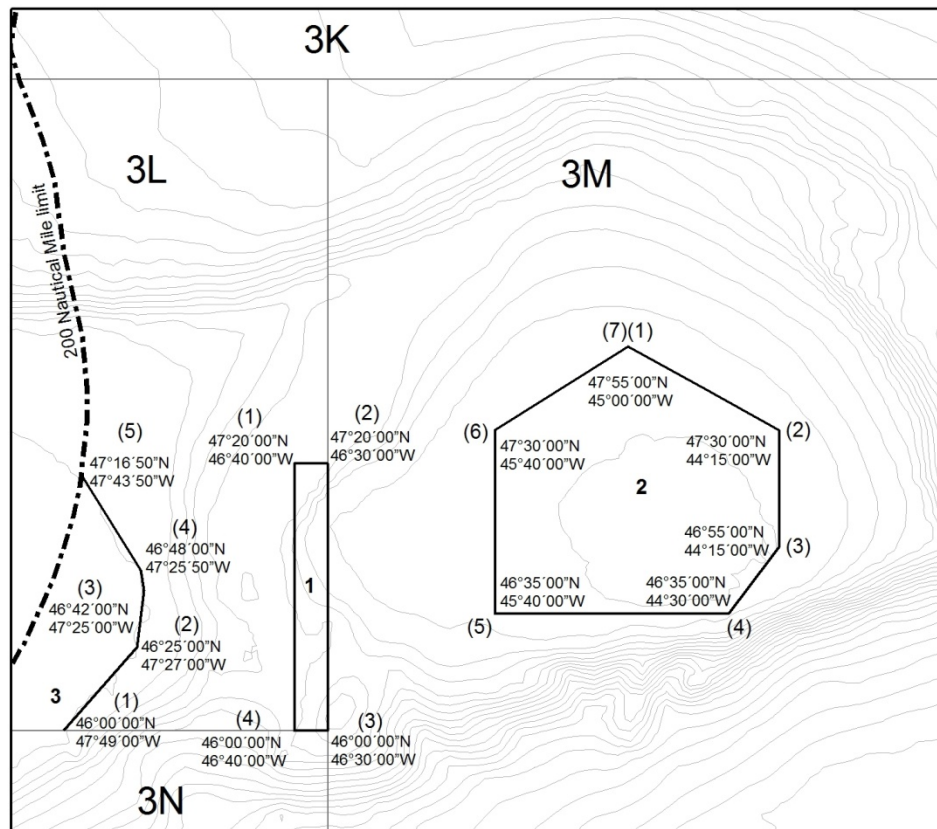 3K
3L
3M
200 Nautical Mile limit
(7)(1)
47°55´00”N
45°00´00”W
(5)
47°16´50”N
47°43´50”W
(1)
47°20´00”N
46°40´00”W
(2)
47°20´00”N
46°30´00”W
(6)
47°30´00”N
45°40´00”W
47°30´00”N
44°15´00”W
(2)
2
(4)
46°48´00”N
47°25´50”W
46°55´00”N
44°15´00”W
(3)
(3)
46°42´00”N
47°25´00”W
1
46°35´00”N
45°40´00”W
46°35´00”N
44°30´00”W
(5)
(4)
(2)
46°25´00”N
47°27´00”W
3
(1)
46°00´00”N
47°49´00”W
(4)
46°00´00”N
46°40´00”W
(3)
46°00´00”N
46°30´00”W
3N